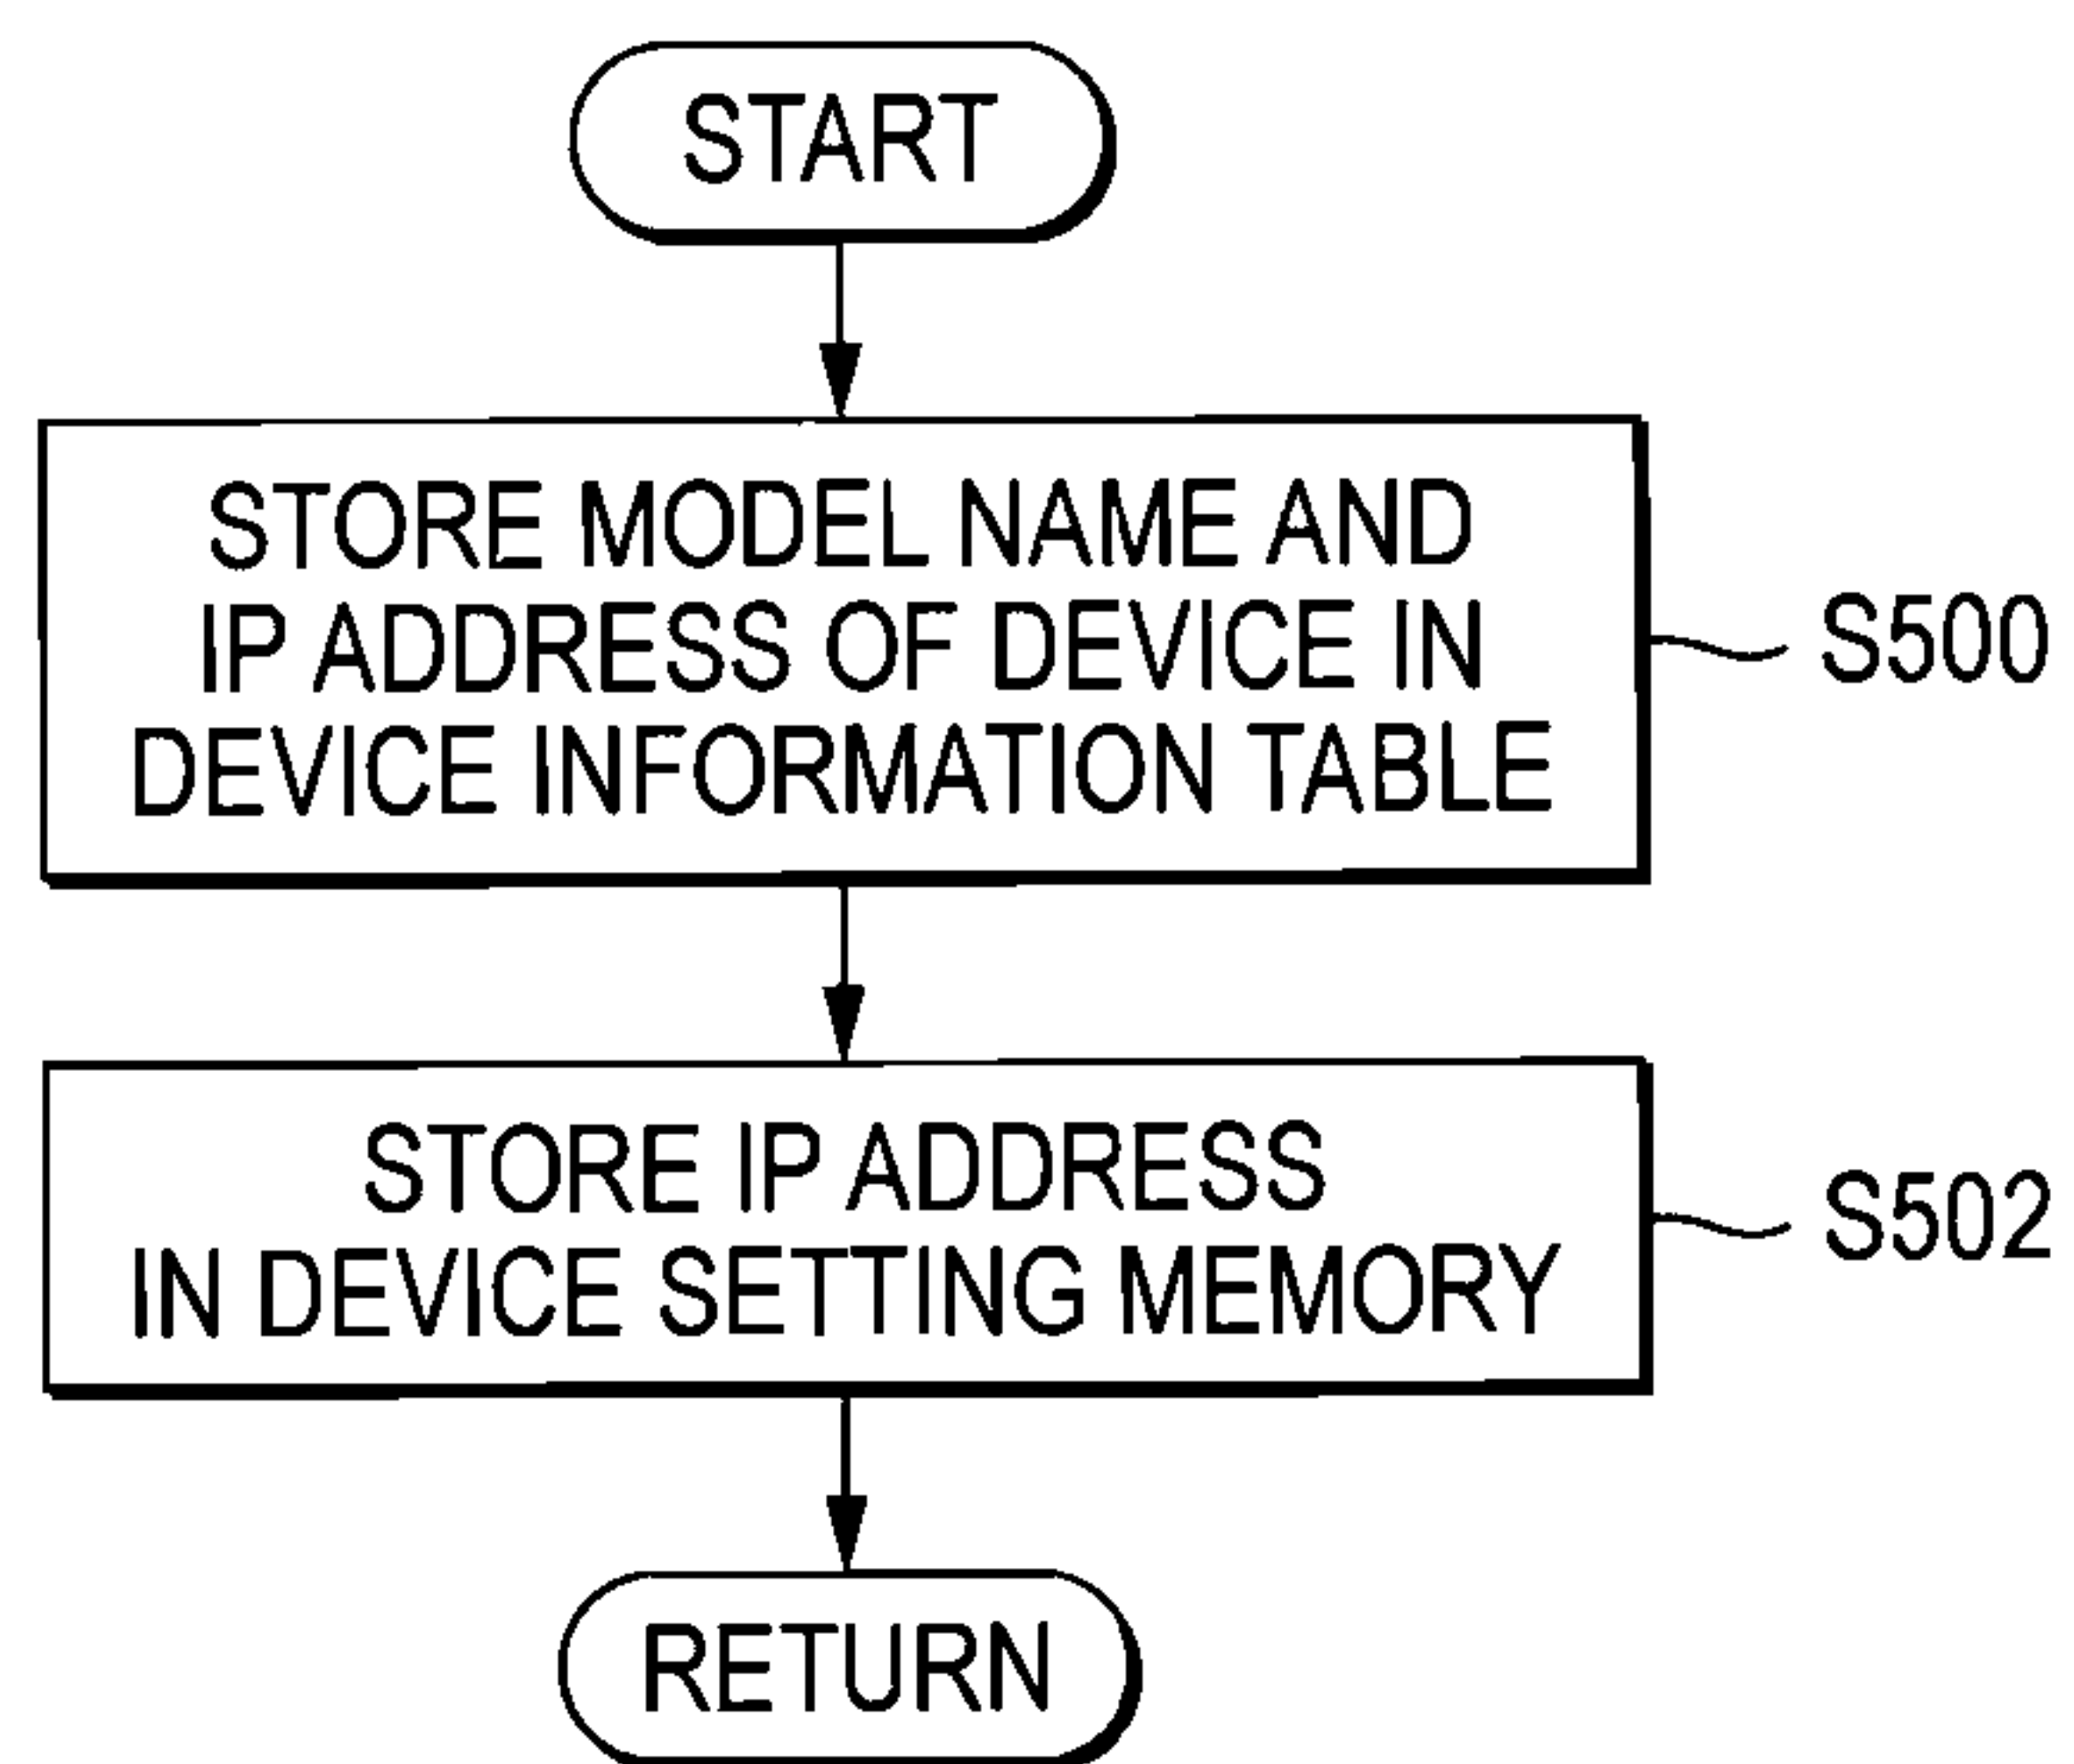 START
STORE MODEL NAME AND
IP ADDRESS OF DEVICE IN
DEVICE INFORMATION TABLE
S500
STORE IP ADDRESS
IN DEVICE SETTING MEMORY
S502
RETURN